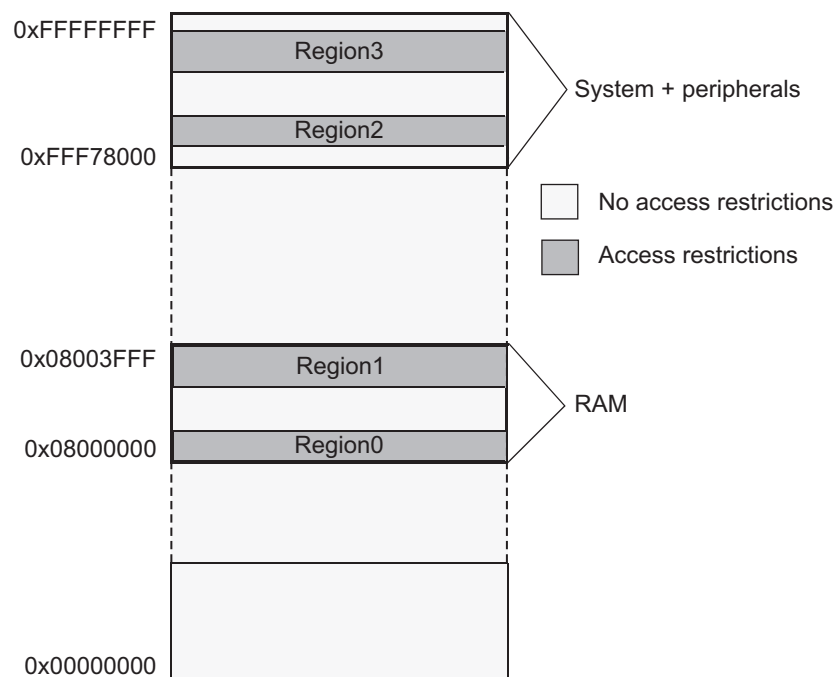 0xFFFFFFFF
Region3
System + peripherals
Region2
0xFFF78000
No access restrictions
Access restrictions
0x08003FFF
Region1
RAM
0x08000000
Region0
0x00000000